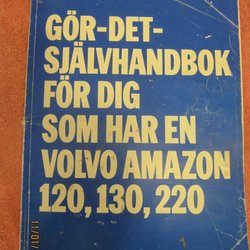 GÖR-DET-
SJÄLVHANDBOK
FÖR DIG
SOM HAR EN
VOLVO AMAZON
120, 130, 220